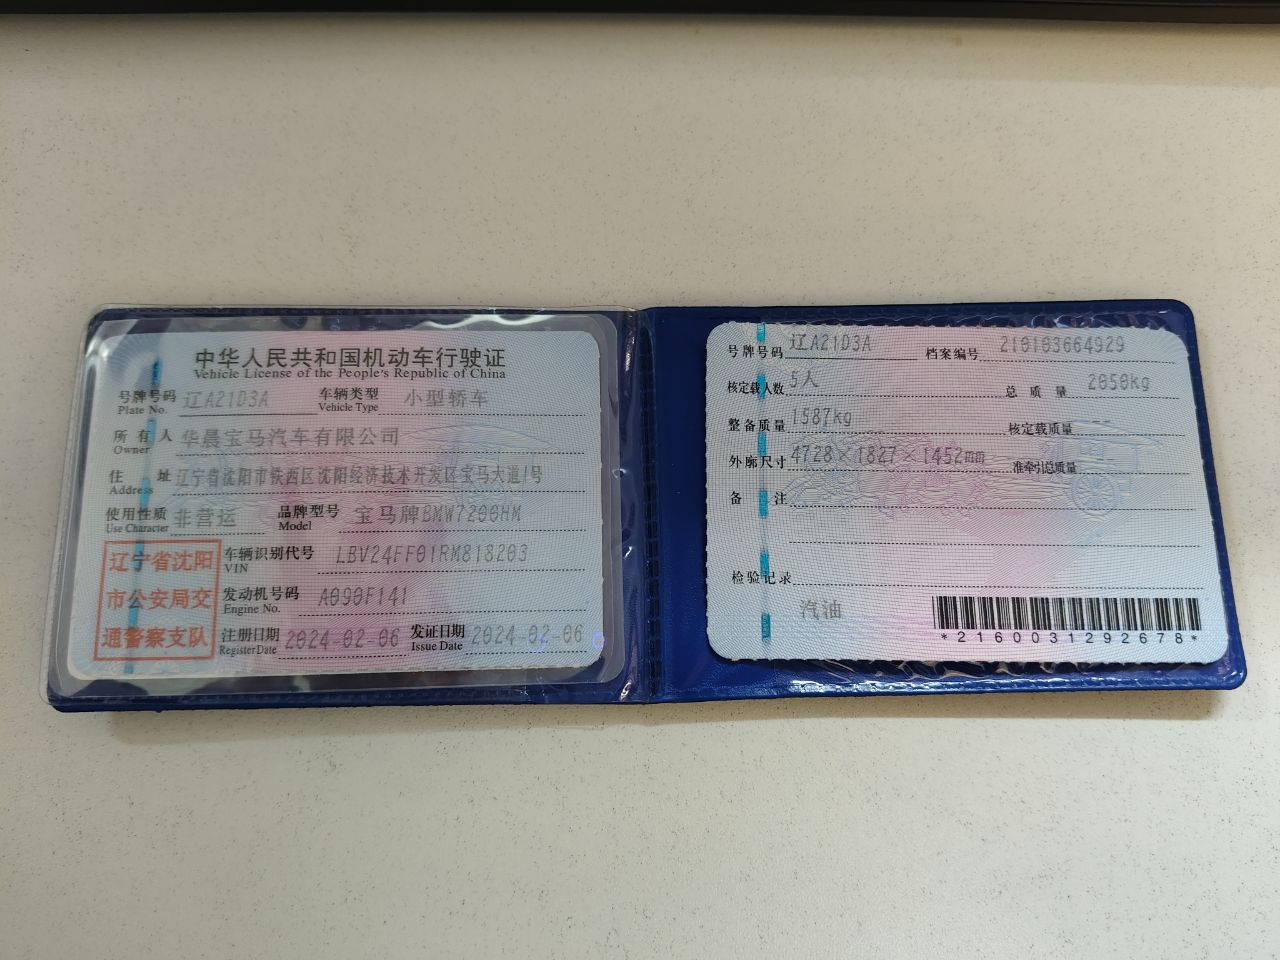 中华人民共和国机动车行驶证
Vehicle License of the People's Republic of China
号牌号码 辽A21D3A 车辆类型 小型轿车
Plate No. Vehicle Type
所有人 华晨宝马汽车有限公司
Owner
住址 辽宁省沈阳市铁西区沈阳经济技术开发区宝马大道1号
Address
使用性质 非营运 品牌型号 宝马牌BMW7200HM
Use Character Model
辽宁省沈阳
市公安局交
通警察支队
车辆识别代号 LBV24FF01RM818203
VIN
发动机号码 A090F141
Engine No.
注册日期 2024-02-06 发证日期 2024-02-06
Register Date Issue Date
号牌号码 辽A21D3A 档案编号 210103664929
核定载人数 5人 总质量 2050kg
整备质量 1587kg 核定载质量 --
外廓尺寸 4728×1827×1452mm 准牵引总质量
备注
检验记录
汽油
*2160031292678*